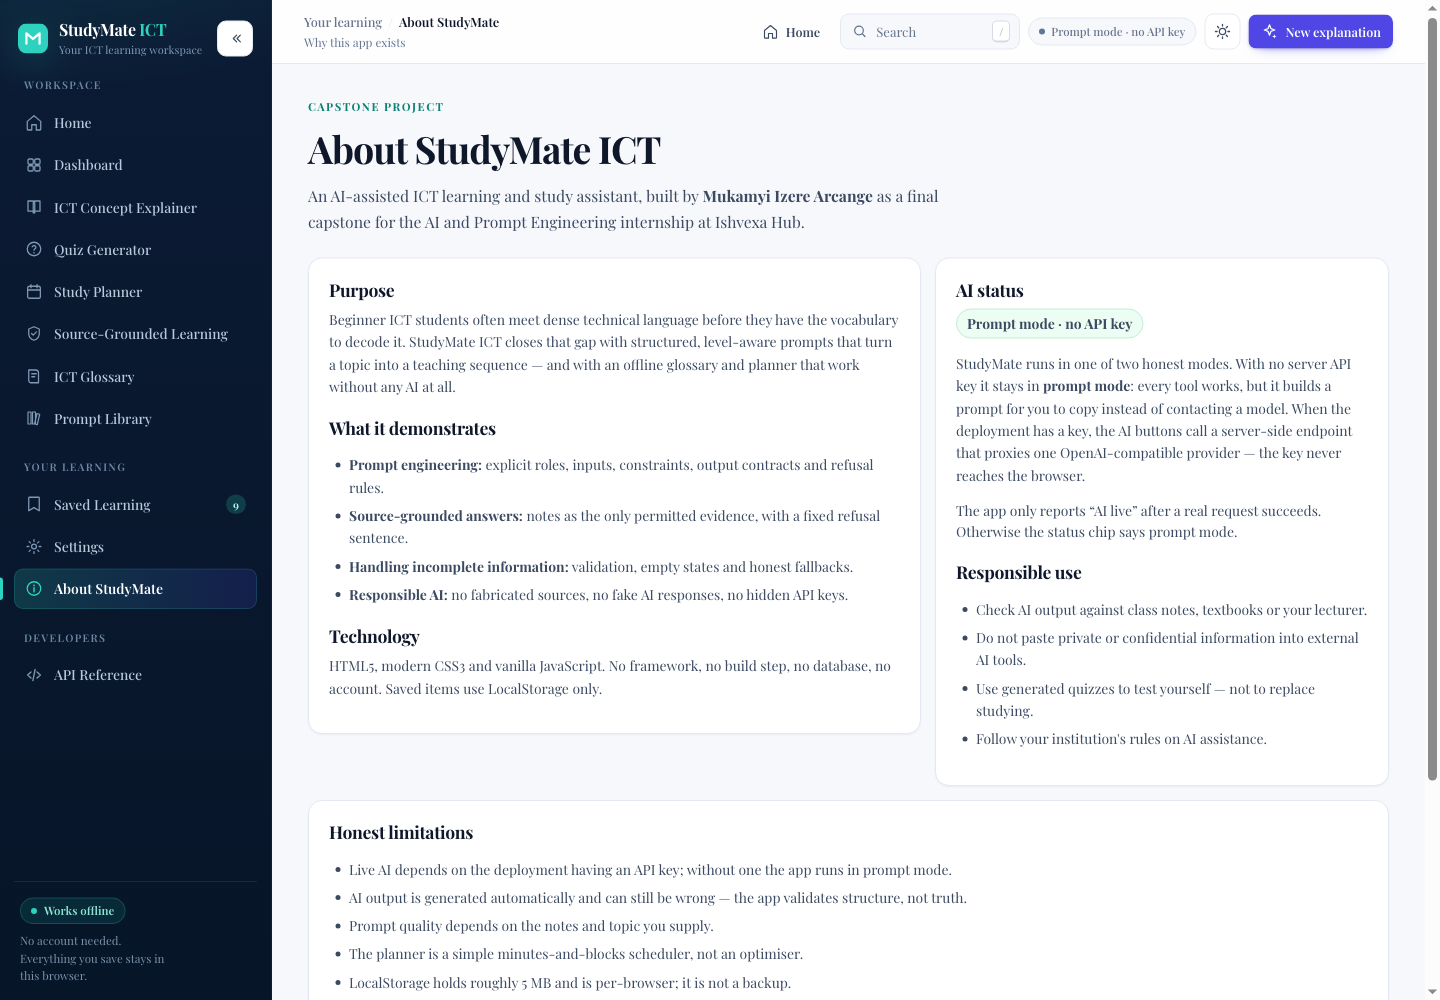 StudyMate ICT
Your ICT learning workspace
WORKSPACE
Home
Dashboard
ICT Concept Explainer
Quiz Generator
Study Planner
Source-Grounded Learning
ICT Glossary
Prompt Library
YOUR LEARNING
Saved Learning 9
Settings
About StudyMate
DEVELOPERS
API Reference
Works offline
No account needed.
Everything you save stays in
this browser.
Your learning / About StudyMate
Why this app exists
Home
Search /
Prompt mode · no API key
New explanation
CAPSTONE PROJECT
About StudyMate ICT
An AI-assisted ICT learning and study assistant, built by Mukamyi Izere Arcange as a final
capstone for the AI and Prompt Engineering internship at Ishvexa Hub.
Purpose
Beginner ICT students often meet dense technical language before they have the vocabulary
to decode it. StudyMate ICT closes that gap with structured, level-aware prompts that turn
a topic into a teaching sequence — and with an offline glossary and planner that work
without any AI at all.
What it demonstrates
• Prompt engineering: explicit roles, inputs, constraints, output contracts and refusal
rules.
• Source-grounded answers: notes as the only permitted evidence, with a fixed refusal
sentence.
• Handling incomplete information: validation, empty states and honest fallbacks.
• Responsible AI: no fabricated sources, no fake AI responses, no hidden API keys.
Technology
HTML5, modern CSS3 and vanilla JavaScript. No framework, no build step, no database, no
account. Saved items use LocalStorage only.
AI status
Prompt mode · no API key
StudyMate runs in one of two honest modes. With no server API
key it stays in prompt mode: every tool works, but it builds a
prompt for you to copy instead of contacting a model. When the
deployment has a key, the AI buttons call a server-side endpoint
that proxies one OpenAI-compatible provider — the key never
reaches the browser.
The app only reports “AI live” after a real request succeeds.
Otherwise the status chip says prompt mode.
Responsible use
• Check AI output against class notes, textbooks or your lecturer.
• Do not paste private or confidential information into external
AI tools.
• Use generated quizzes to test yourself — not to replace
studying.
• Follow your institution's rules on AI assistance.
Honest limitations
• Live AI depends on the deployment having an API key; without one the app runs in prompt mode.
• AI output is generated automatically and can still be wrong — the app validates structure, not truth.
• Prompt quality depends on the notes and topic you supply.
• The planner is a simple minutes-and-blocks scheduler, not an optimiser.
• LocalStorage holds roughly 5 MB and is per-browser; it is not a backup.